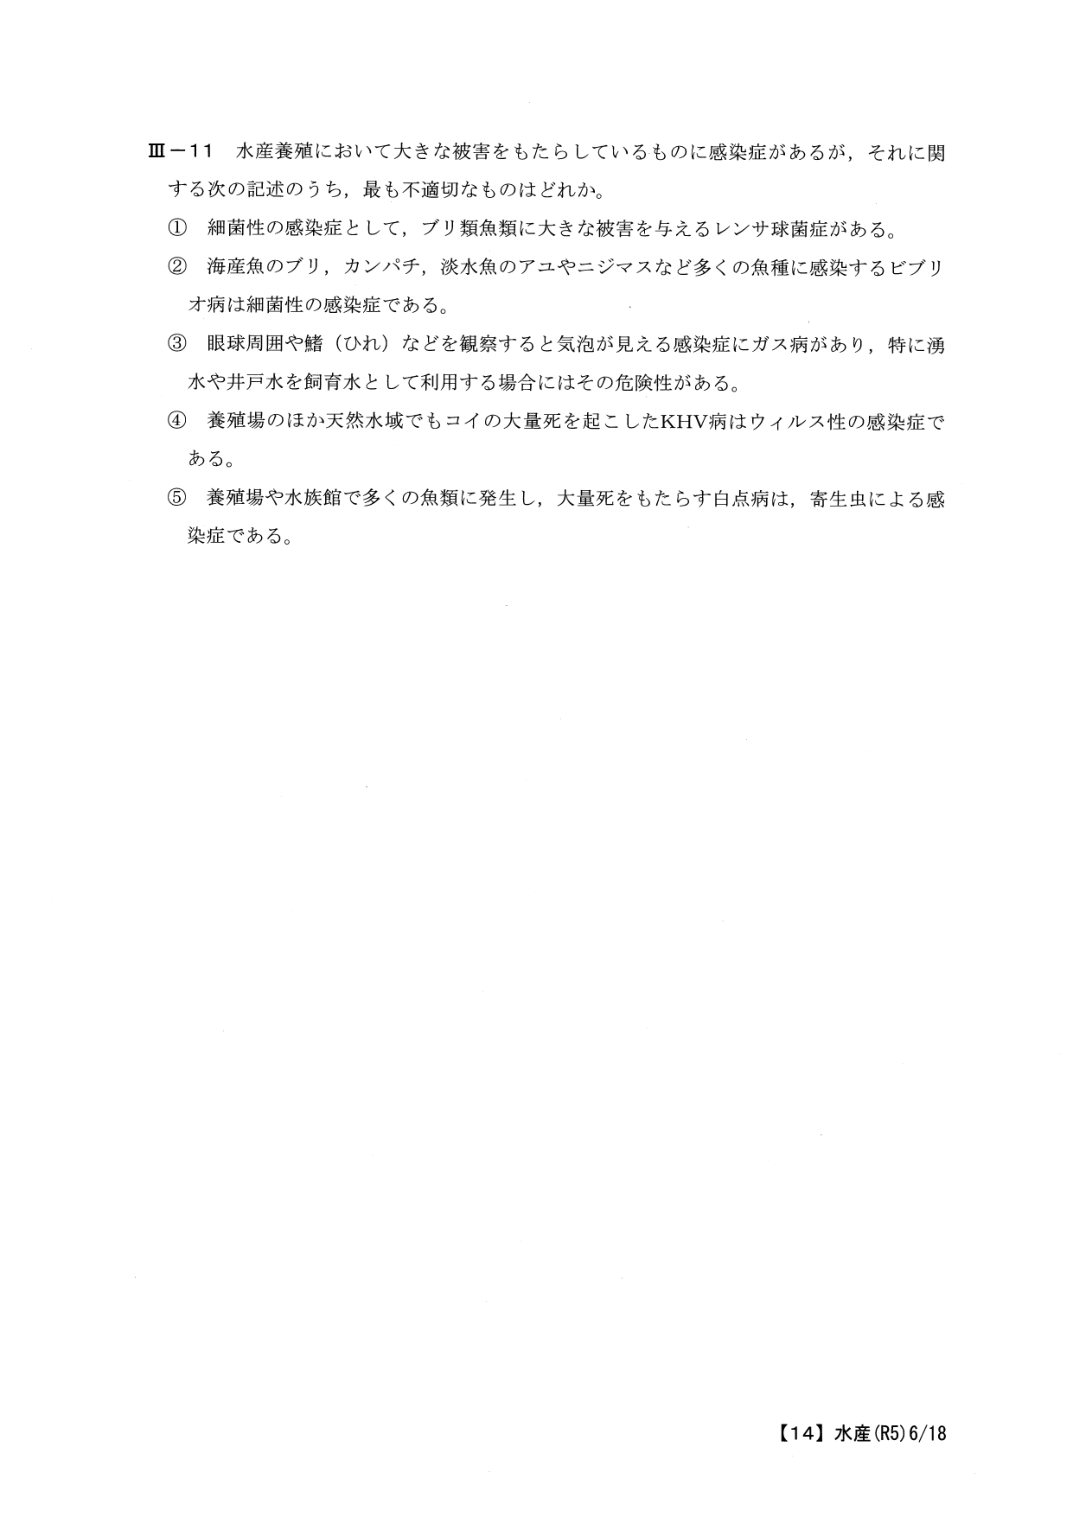 Ⅲ－11　水産養殖において大きな被害をもたらしているものに感染症があるが，それに関
する次の記述のうち，最も不適切なものはどれか。
①　細菌性の感染症として，ブリ類魚類に大きな被害を与えるレンサ球菌症がある。
②　海産魚のブリ，カンパチ，淡水魚のアユやニジマスなど多くの魚種に感染するビブリ
オ病は細菌性の感染症である。
③　眼球周囲や鰭（ひれ）などを観察すると気泡が見える感染症にガス病があり，特に湧
水や井戸水を飼育水として利用する場合にはその危険性がある。
④　養殖場のほか天然水域でもコイの大量死を起こしたKHV病はウィルス性の感染症で
ある。
⑤　養殖場や水族館で多くの魚類に発生し，大量死をもたらす白点病は，寄生虫による感
染症である。
【14】水産(R5)6/18